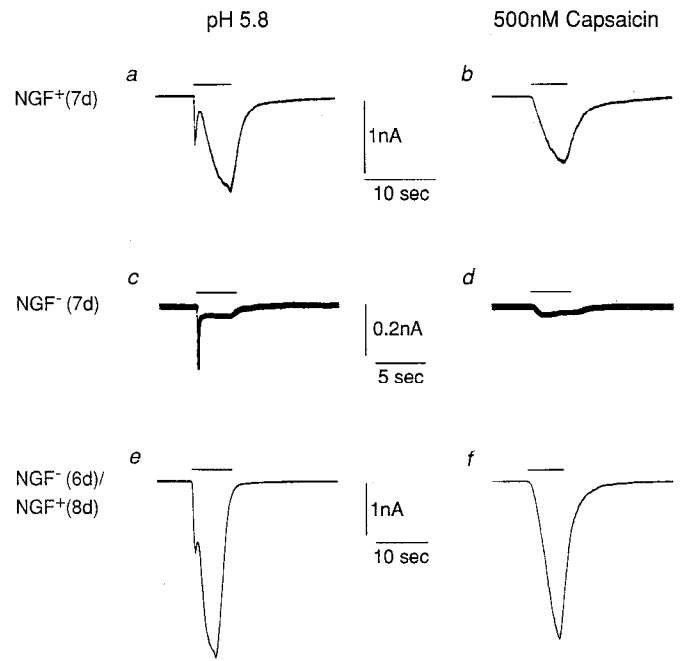 pH 5.8
500nM Capsaicin
a
b
NGF⁺(7d)
1nA
10 sec
c
d
NGF⁻ (7d)
0.2nA
5 sec
e
f
NGF⁻ (6d)/
NGF⁺(8d)
1nA
10 sec